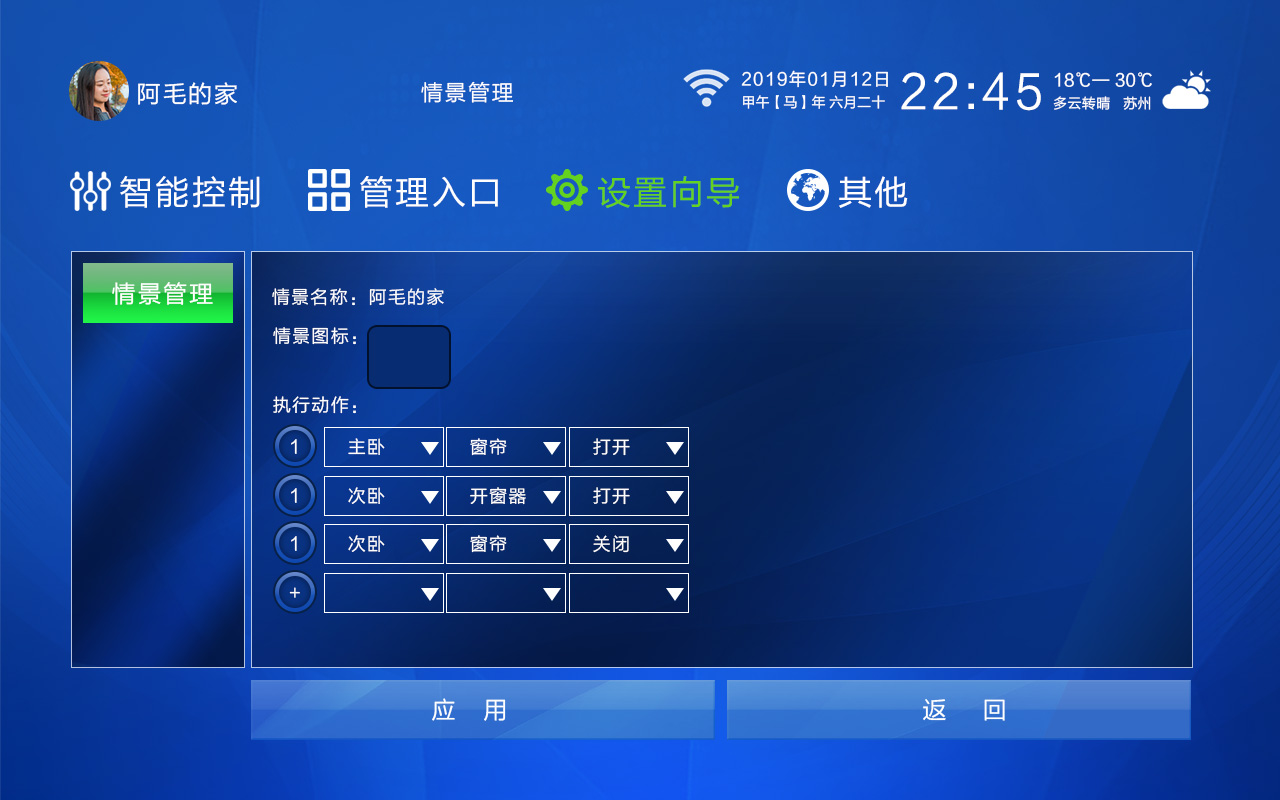 阿毛的家
情景管理
2019年01月12日
甲午【马】年 六月二十
22:45
18℃— 30℃
多云转晴 苏州
智能控制 管理入口 设置向导 其他
情景管理
情景名称：阿毛的家
情景图标：
执行动作：
1 主卧 窗帘 打开
1 次卧 开窗器 打开
1 次卧 窗帘 关闭
+
应 用 返 回